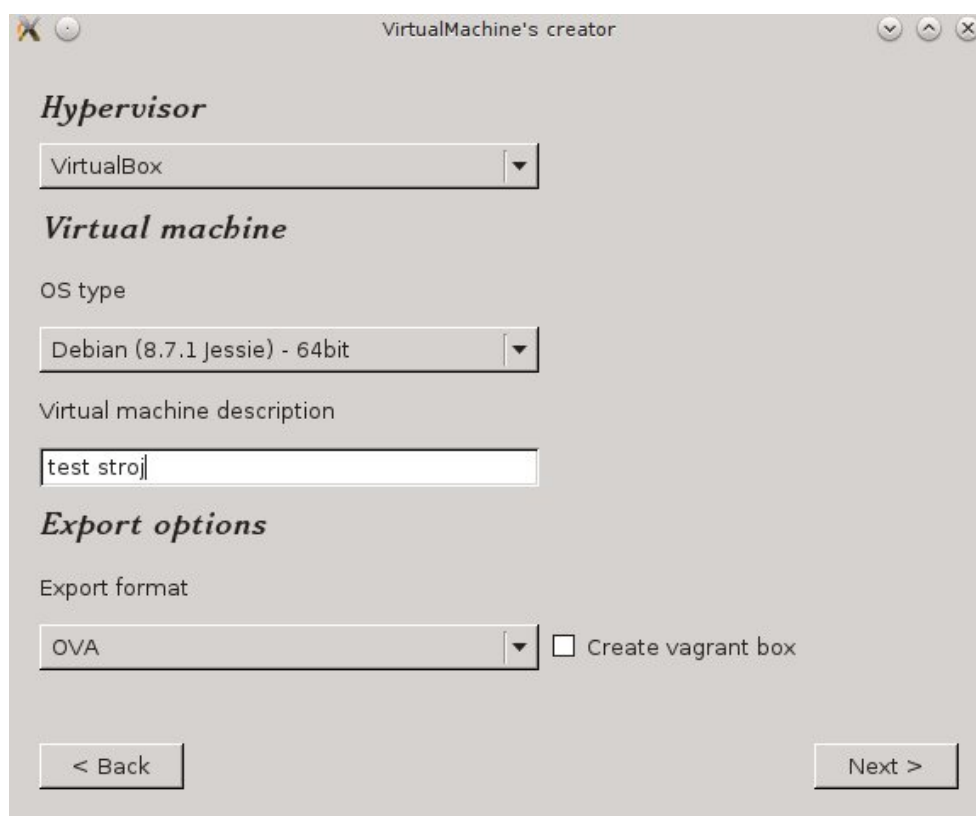 VirtualMachine's creator
Hypervisor
VirtualBox
Virtual machine
OS type
Debian (8.7.1 Jessie) - 64bit
Virtual machine description
test stroj
Export options
Export format
OVA
Create vagrant box
< Back
Next >